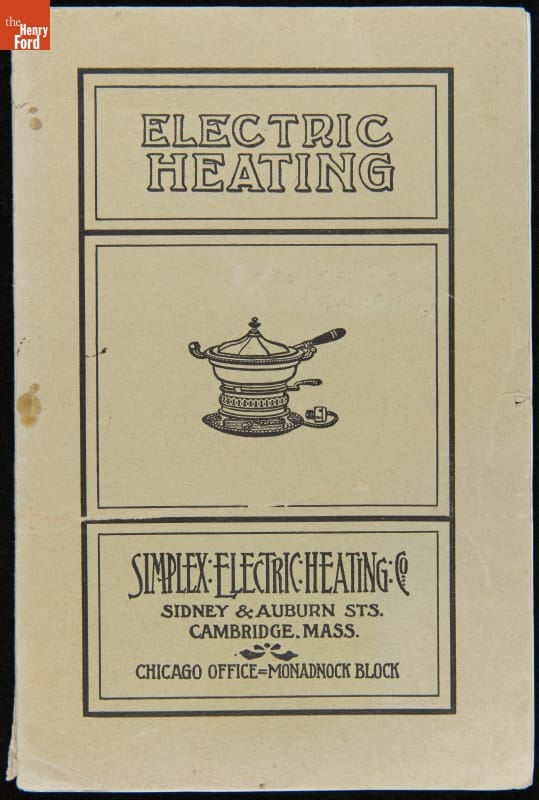 the
Henry
Ford
ELECTRIC
HEATING
SIMPLEX·ELECTRIC·HEATING·CO
SIDNEY & AUBURN STS.
CAMBRIDGE, MASS.
CHICAGO OFFICE=MONADNOCK BLOCK